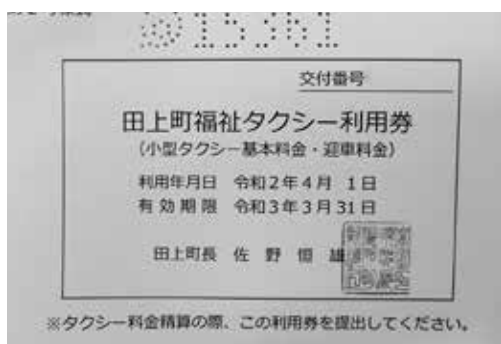 ◎15361
交付番号
田上町福祉タクシー利用券
(小型タクシー基本料金・迎車料金)
利用年月日 令和2年4月 1日
有効期限 令和3年3月31日
田上町長 佐野恒雄
※タクシー料金精算の際、この利用券を提出してください。